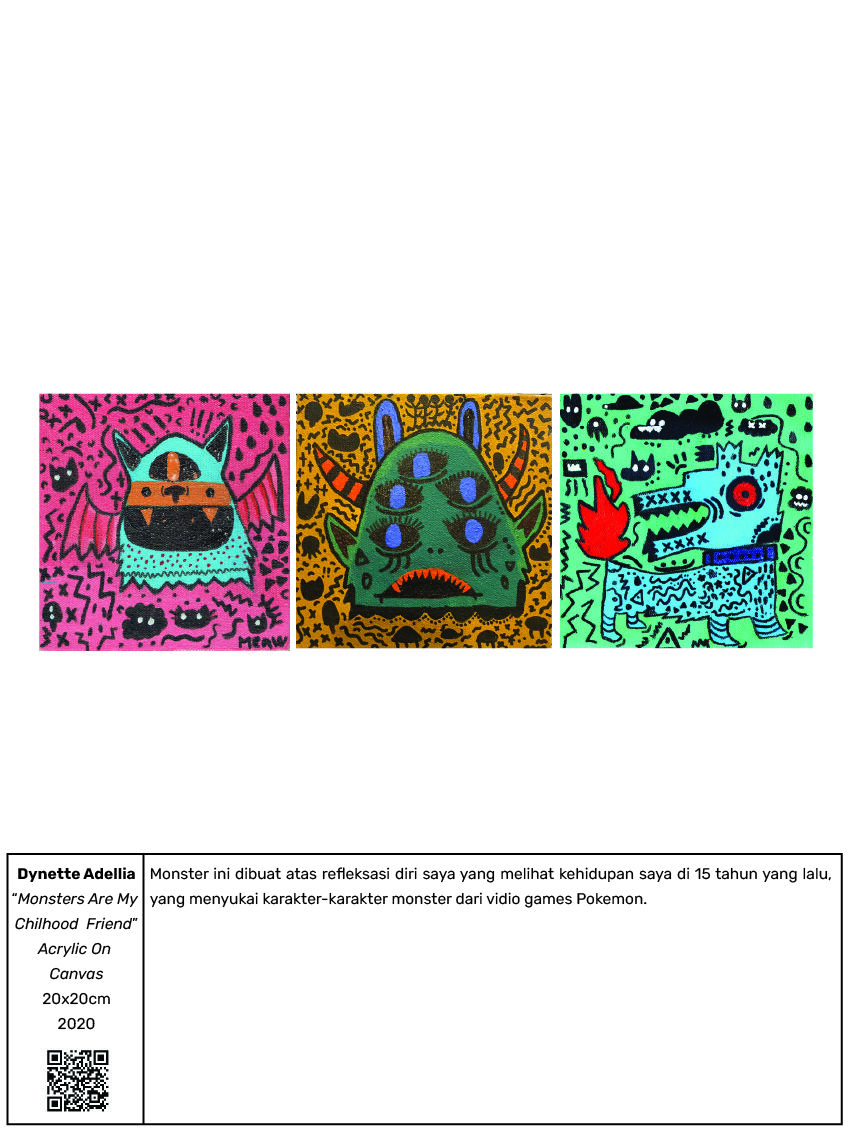 MEAW
Dynette Adellia
“Monsters Are My
Chilhood Friend”
Acrylic On
Canvas
20x20cm
2020
Monster ini dibuat atas refleksasi diri saya yang melihat kehidupan saya di 15 tahun yang lalu,
yang menyukai karakter-karakter monster dari vidio games Pokemon.